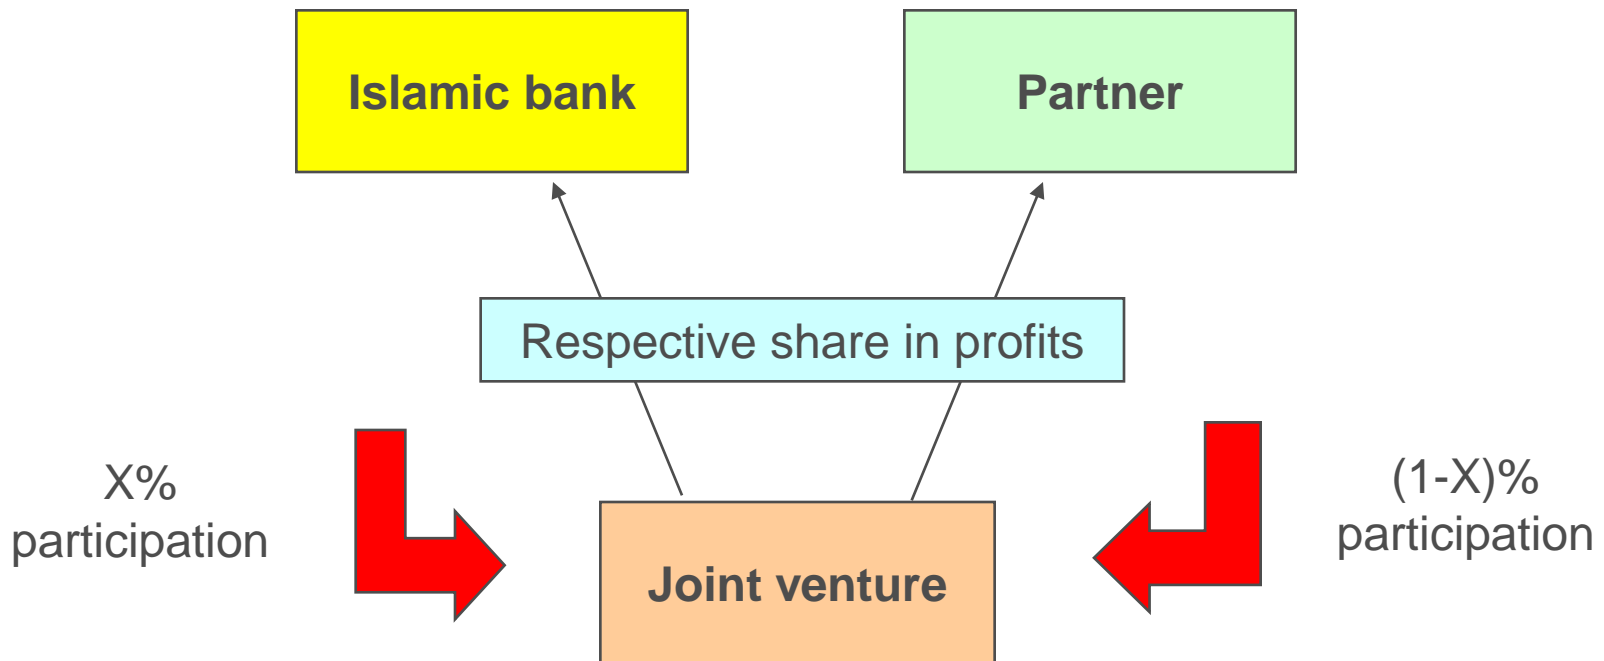 Islamic bank
Partner
Respective share in profits
X%
participation
(1-X)%
participation
Joint venture